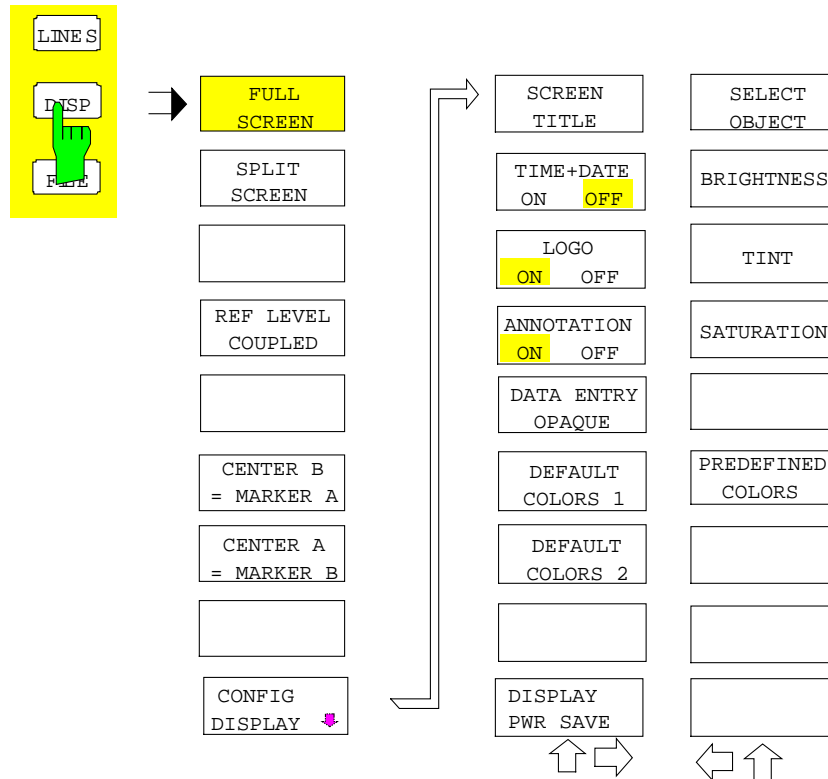 LINES
DISP
FILE
FULL
SCREEN
SPLIT
SCREEN
REF LEVEL
COUPLED
CENTER B
= MARKER A
CENTER A
= MARKER B
CONFIG
DISPLAY
SCREEN
TITLE
TIME+DATE
ON OFF
LOGO
ON OFF
ANNOTATION
ON OFF
DATA ENTRY
OPAQUE
DEFAULT
COLORS 1
DEFAULT
COLORS 2
DISPLAY
PWR SAVE
SELECT
OBJECT
BRIGHTNESS
TINT
SATURATION
PREDEFINED
COLORS